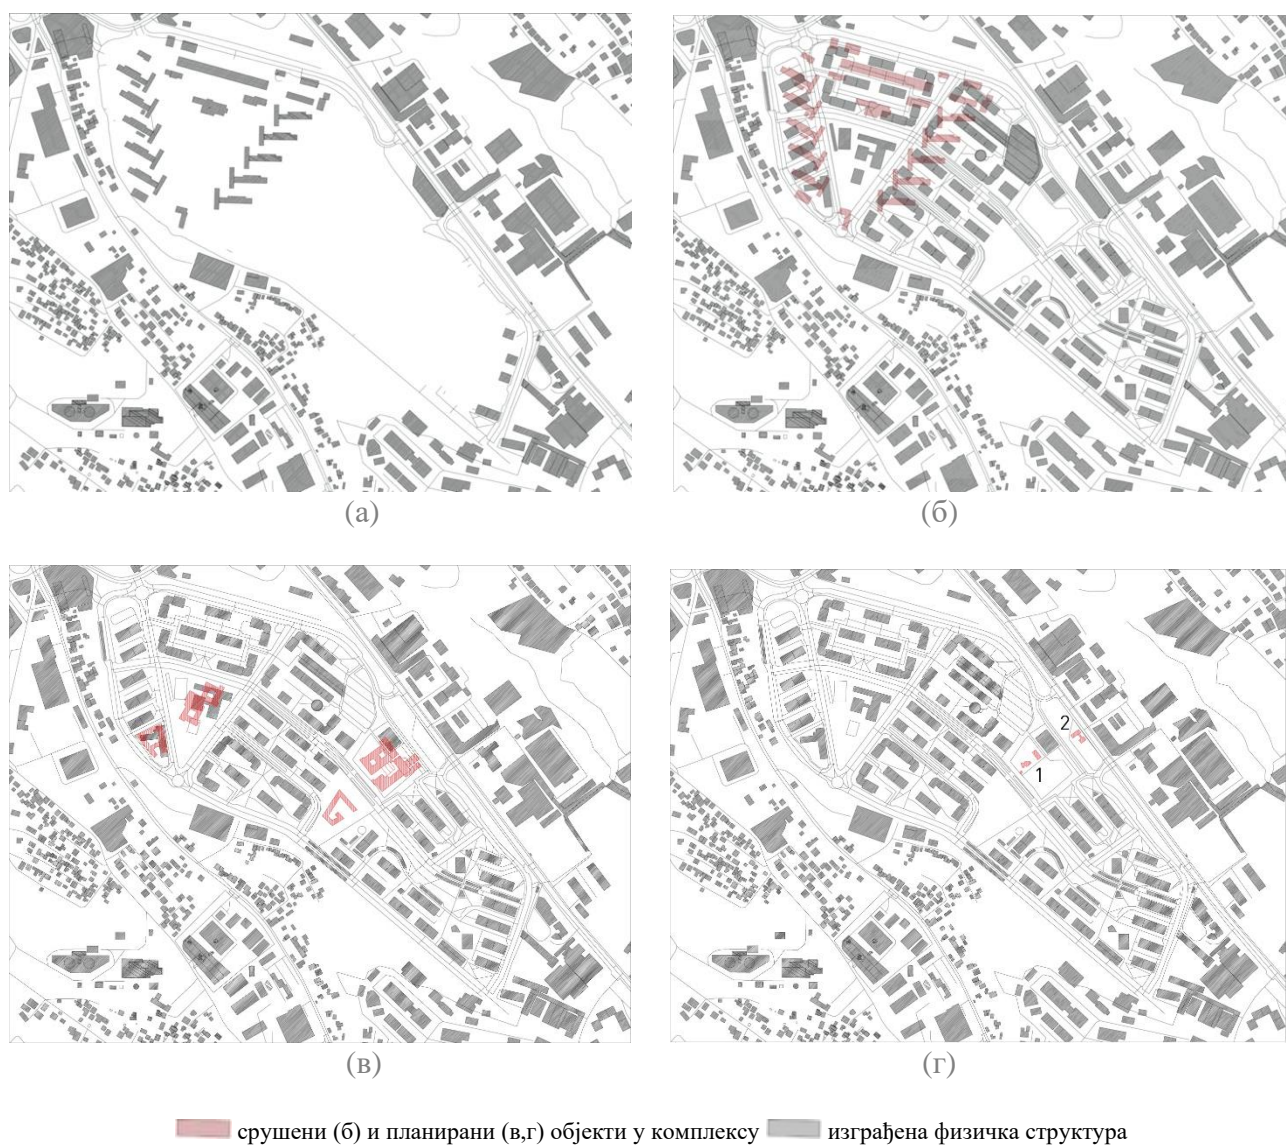 (а)
(б)
2
1
(в)
(г)
срушени (б) и планирани (в,г) објекти у комплексу изграђена физичка структура